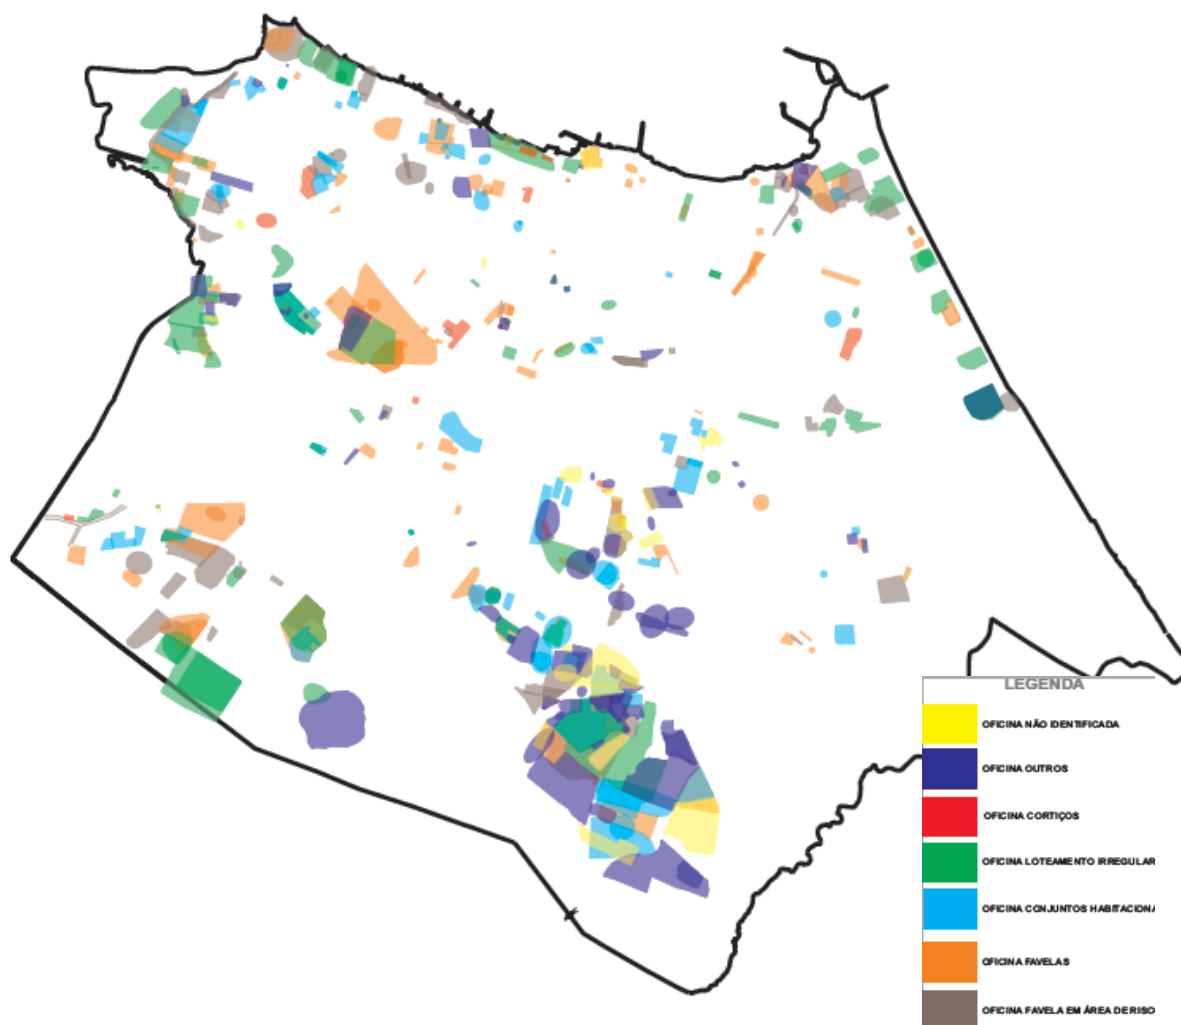 LEGENDA
OFICINA NÃO IDENTIFICADA
OFICINA OUTROS
OFICINA CORTIÇOS
OFICINA LOTEAMENTO IRREGULAR
OFICINA CONJUNTOS HABITACIONA
OFICINA FAVELAS
OFICINA FAVELA EM ÁREA DE RISC